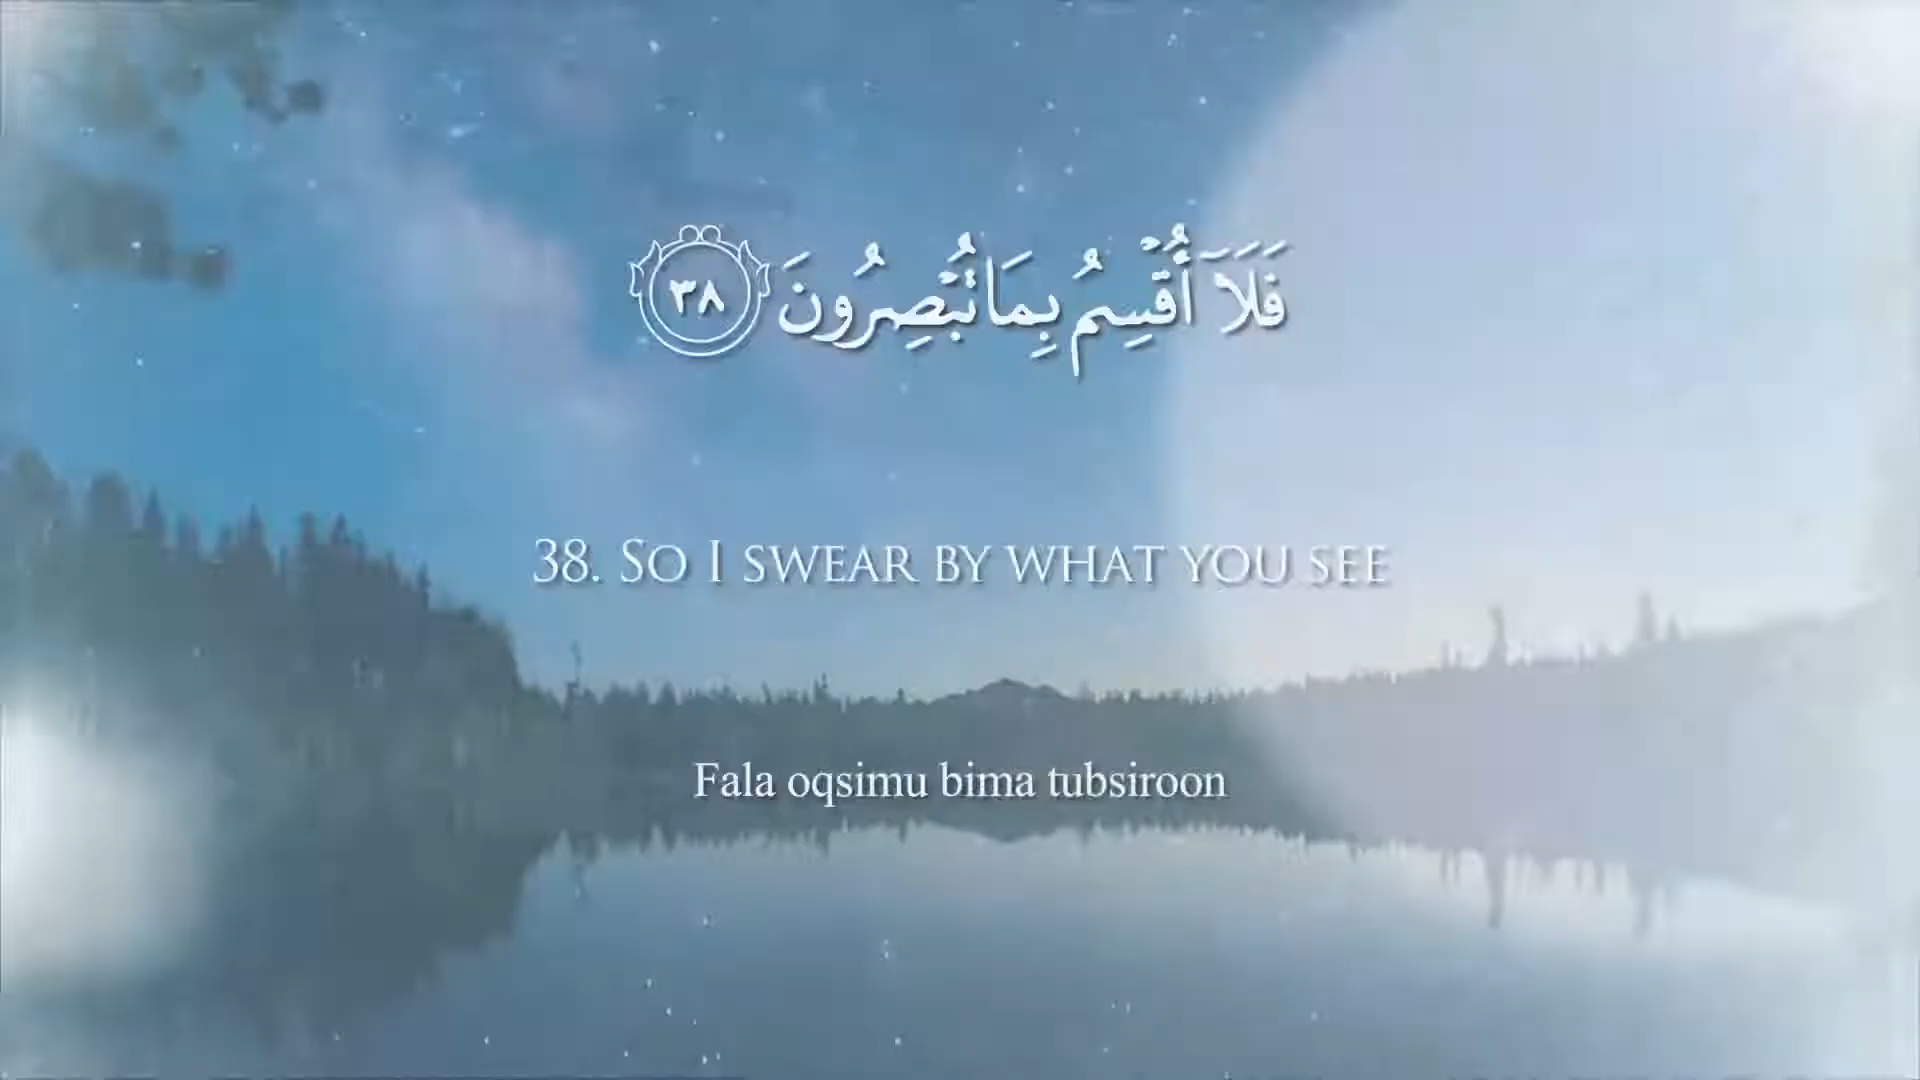 فَلَآ أُقْسِمُ بِمَا تُبْصِرُونَ ٣٨
38. So I swear by what you see
Fala oqsimu bima tubsiroon